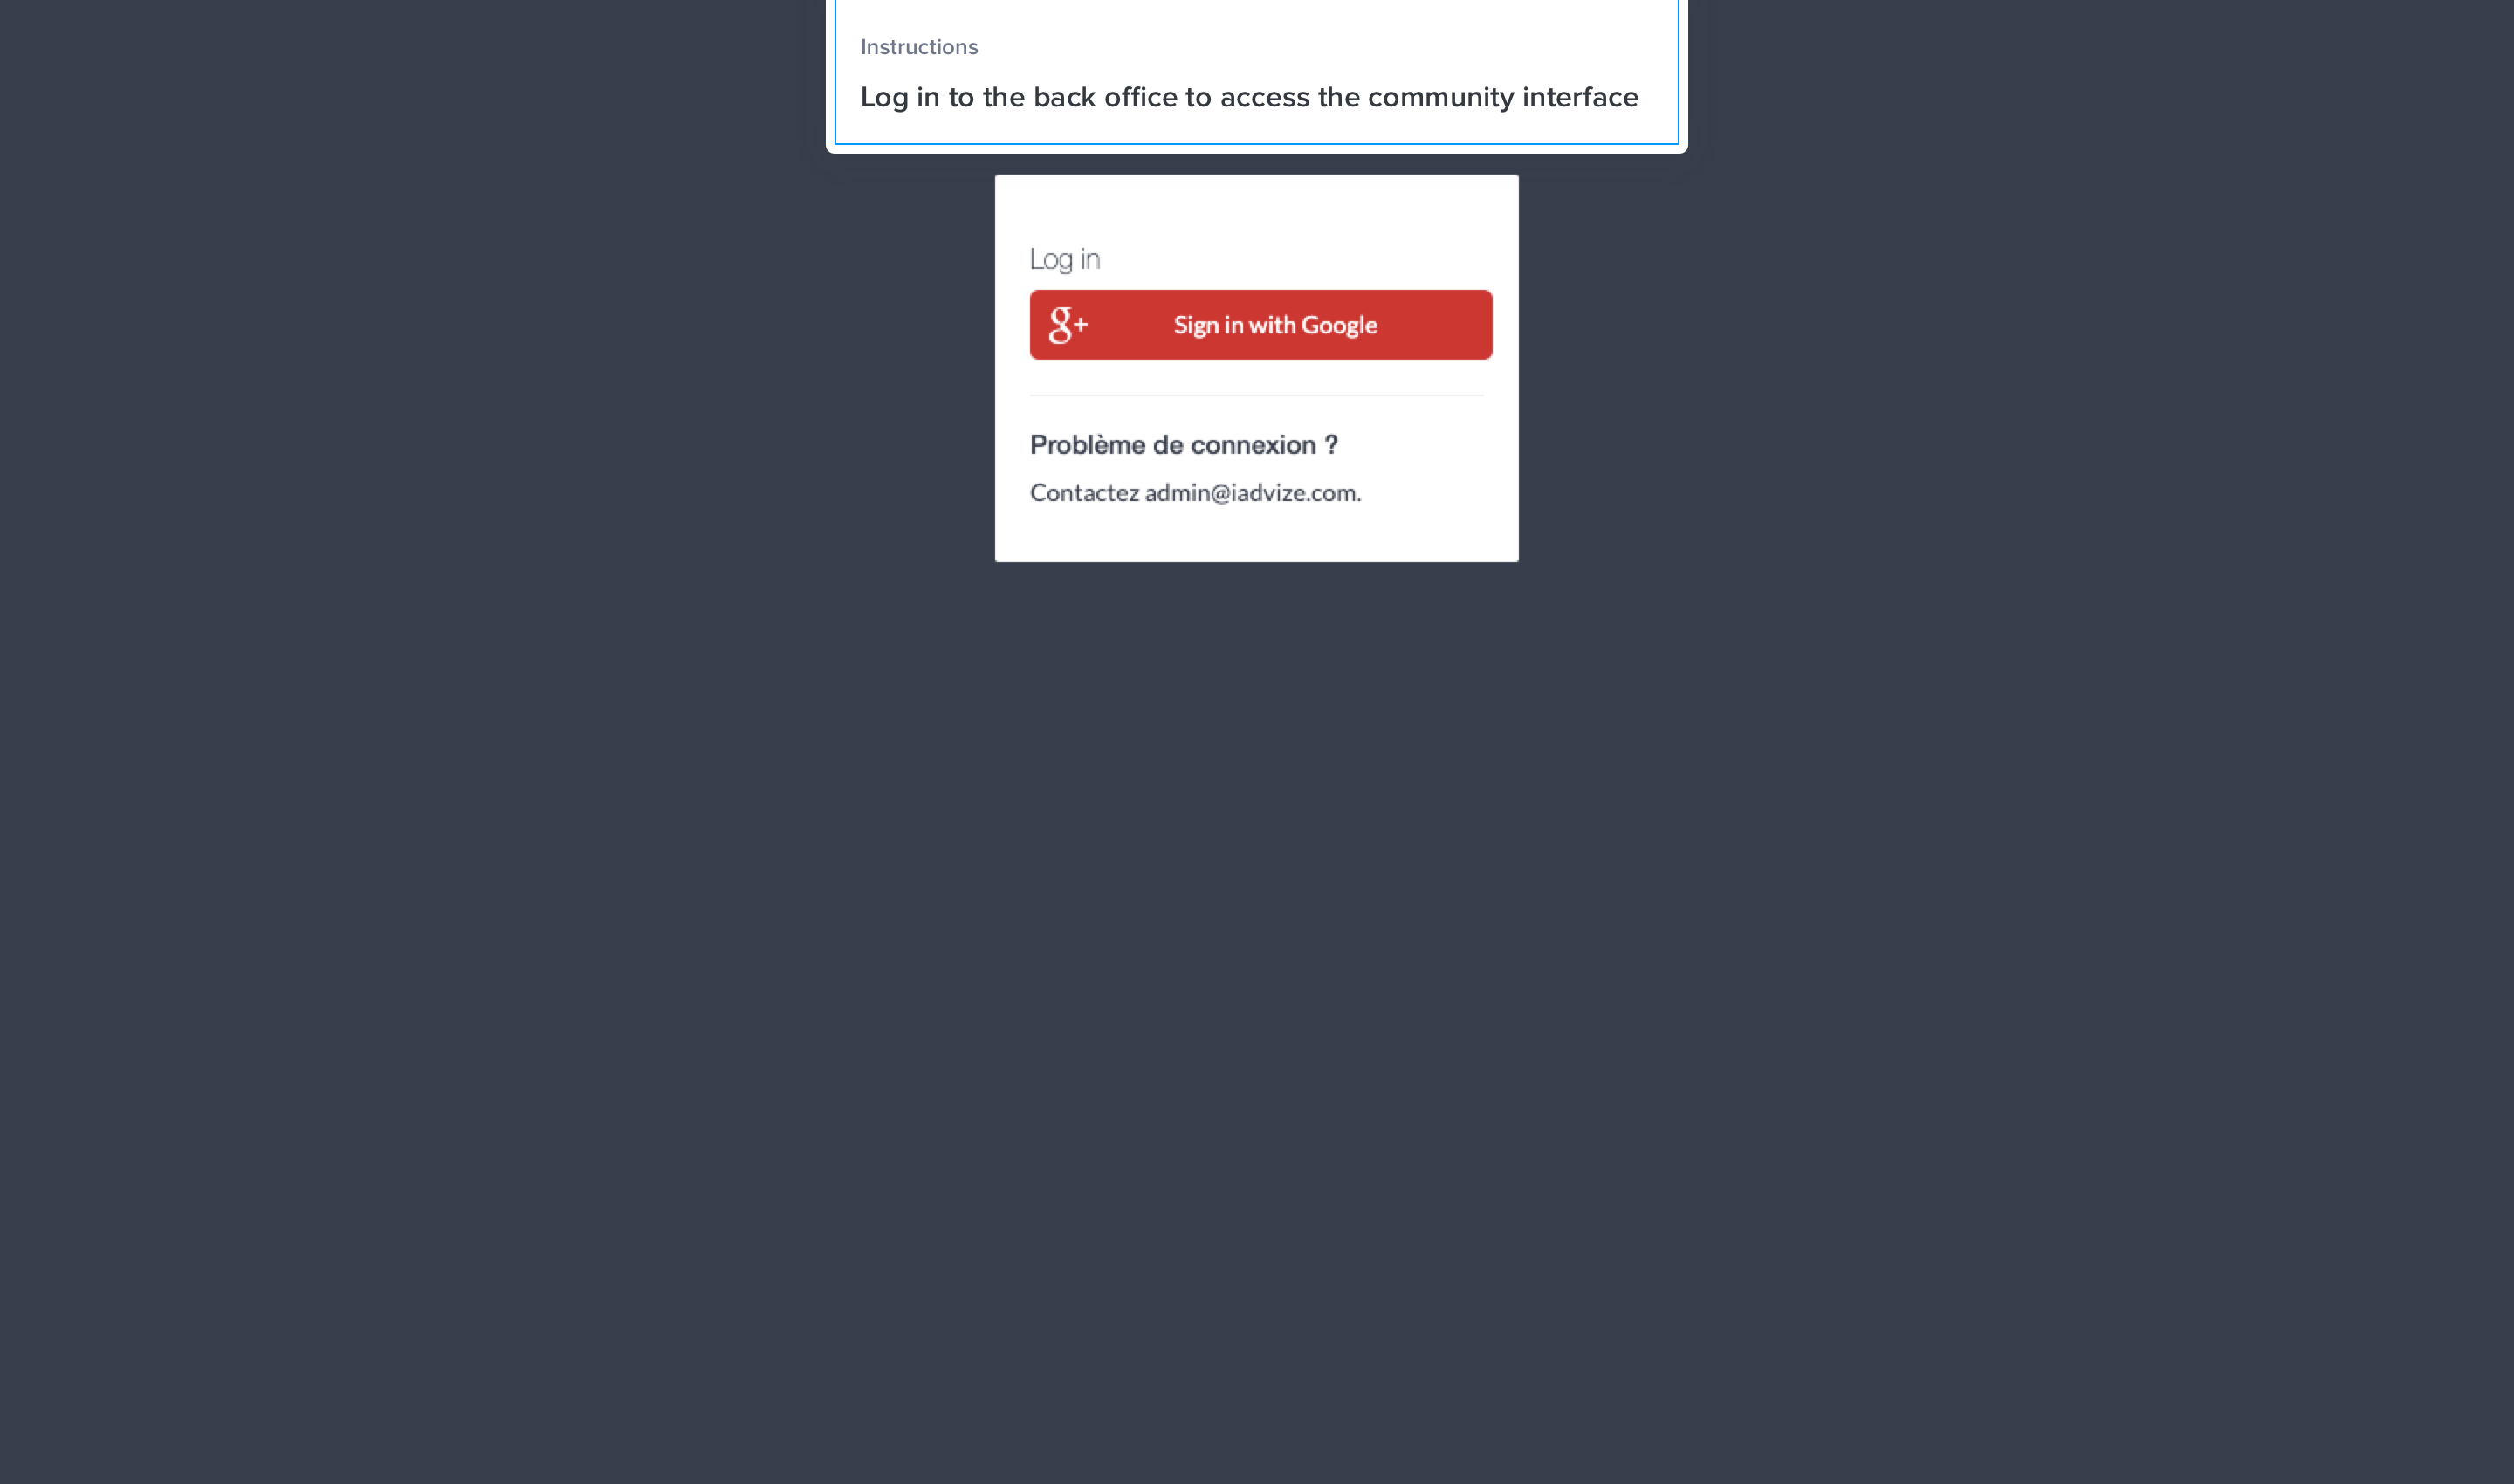 Instructions
Log in to the back office to access the community interface
Log in
g+ Sign in with Google
Problème de connexion ?
Contactez admin@iadvize.com.